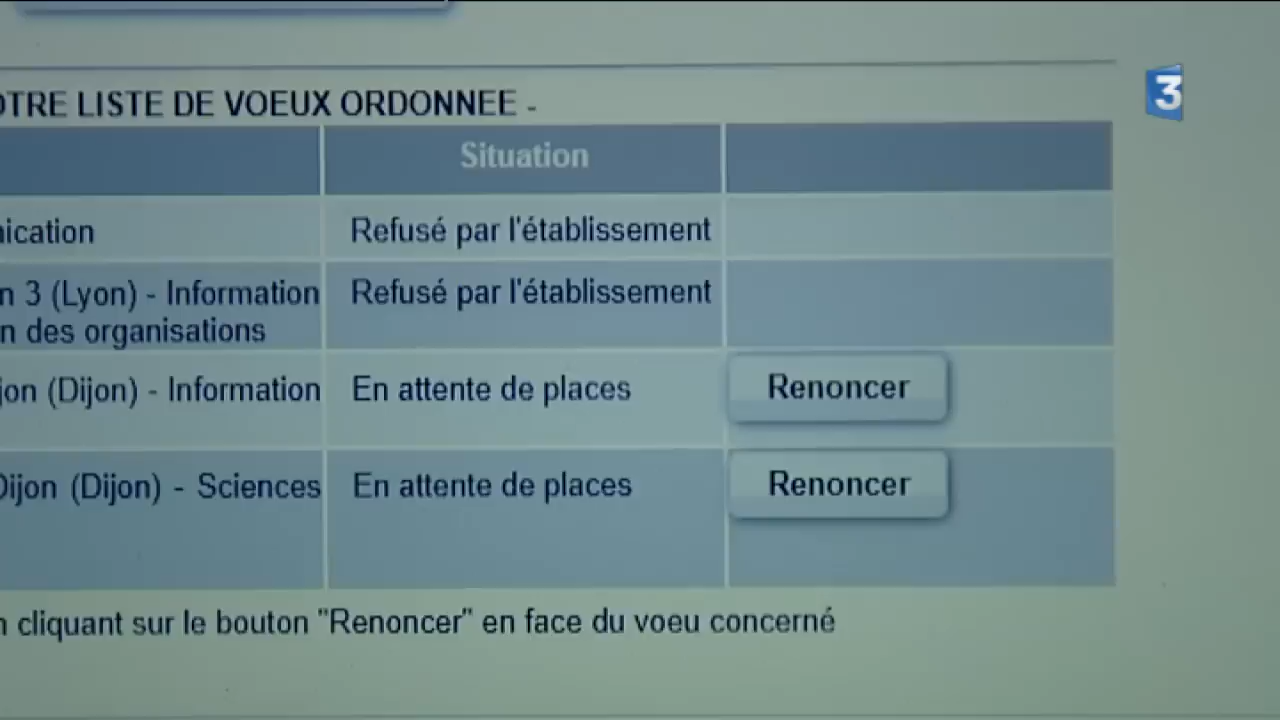 3
OTRE LISTE DE VOEUX ORDONNEE -
Situation
ication Refusé par l'établissement
n 3 (Lyon) - Information Refusé par l'établissement
n des organisations
jon (Dijon) - Information En attente de places Renoncer
Dijon (Dijon) - Sciences En attente de places Renoncer
n cliquant sur le bouton "Renoncer" en face du voeu concerné